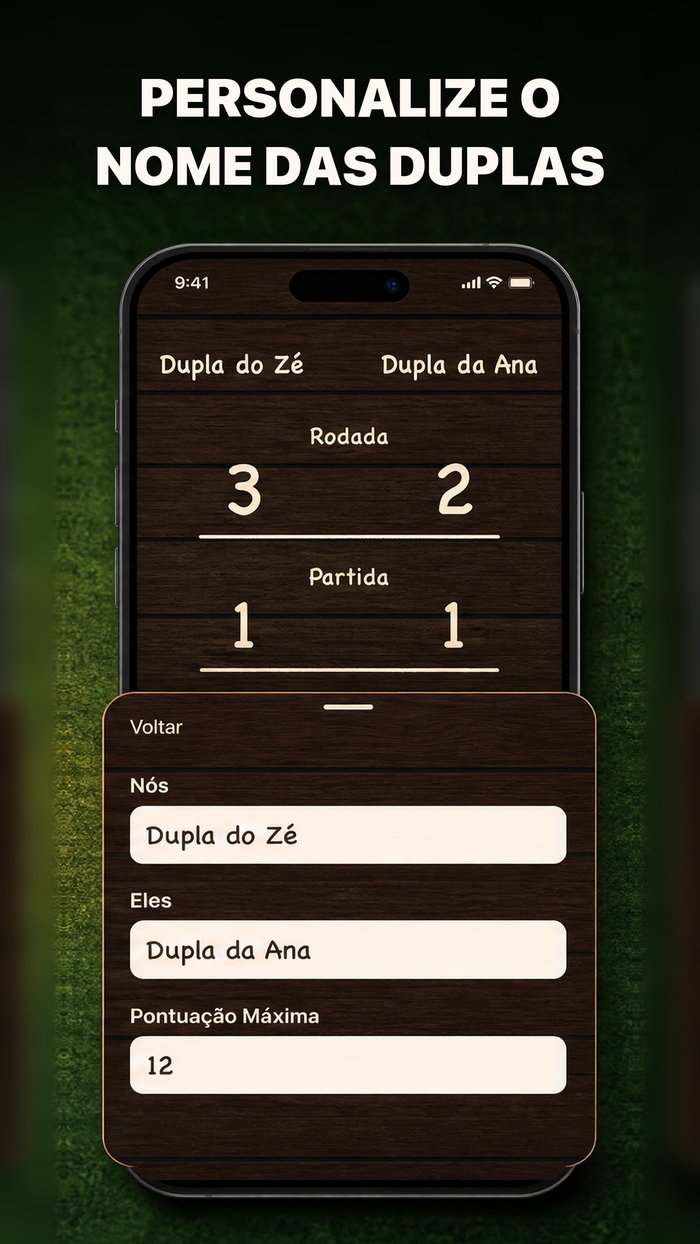 PERSONALIZE O
NOME DAS DUPLAS
9:41
Dupla do Zé
Dupla da Ana
Rodada
3 2
Partida
1 1
Voltar
Nós
Dupla do Zé
Eles
Dupla da Ana
Pontuação Máxima
12